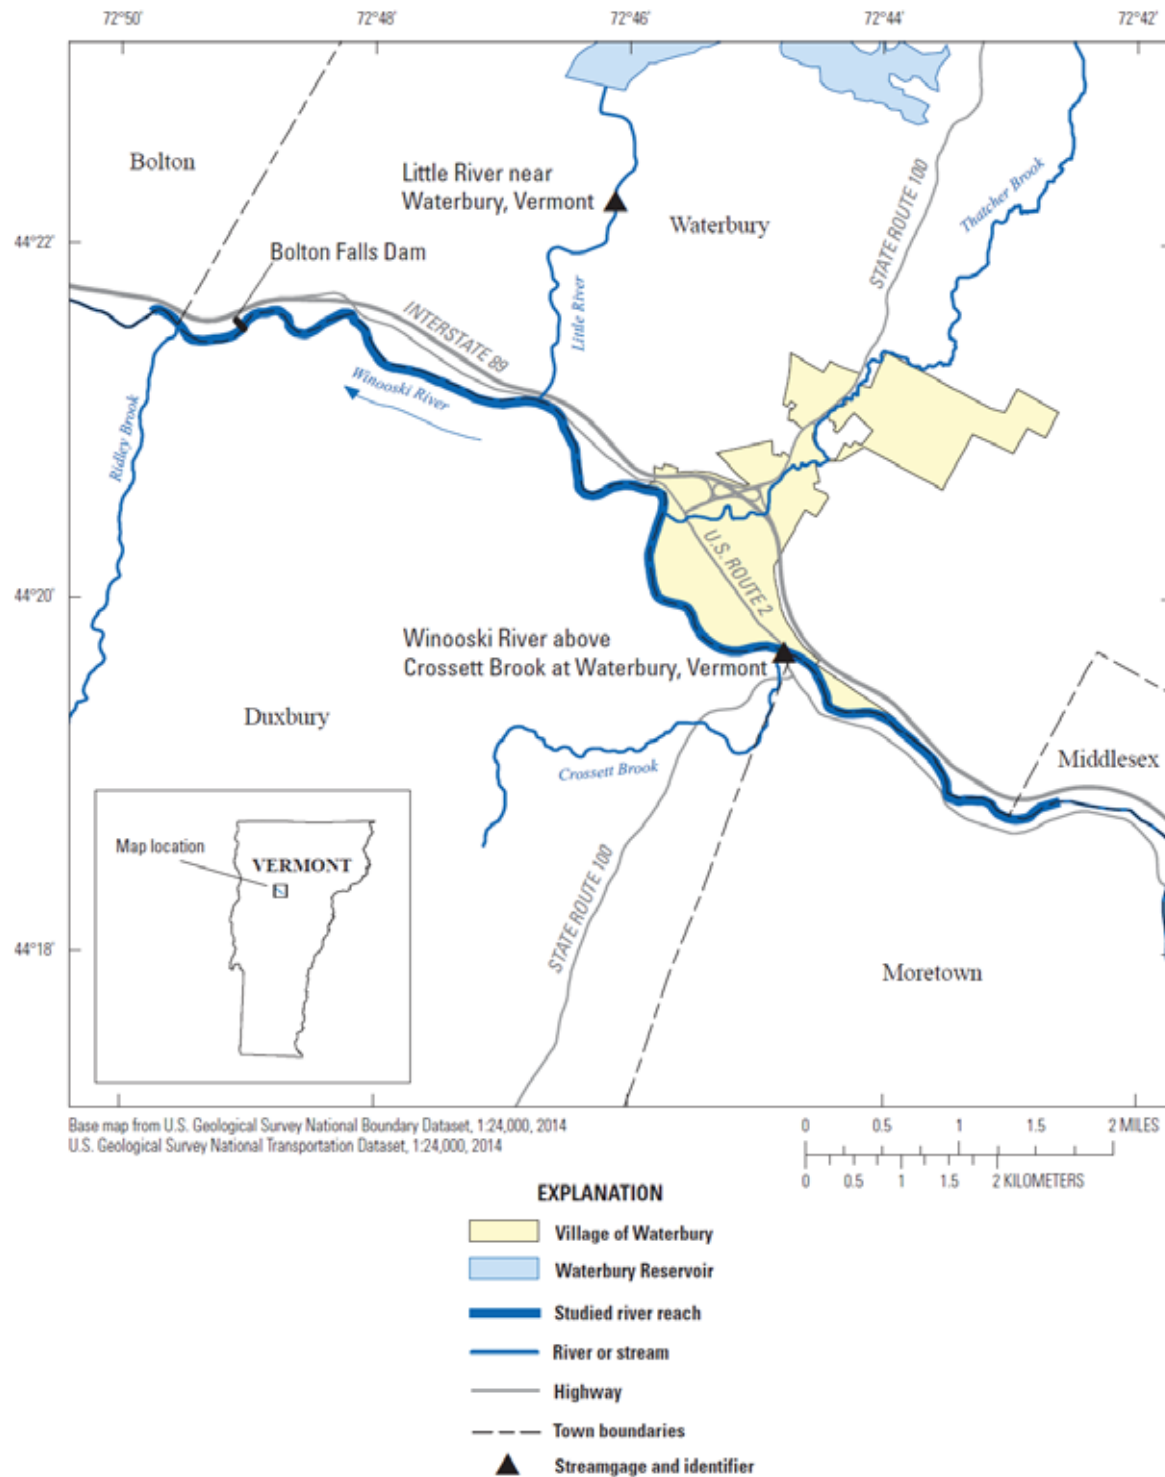 72°50′ 72°48′ 72°46′ 72°44′ 72°42′
Bolton
Little River near
Waterbury, Vermont
Waterbury
STATE ROUTE 100
Thatcher Brook
44°22′
Bolton Falls Dam
INTERSTATE 89
Little River
Winooski River
Ridley Brook
U.S. ROUTE 2
44°20′
Winooski River above
Crossett Brook at Waterbury, Vermont
Duxbury
Crossett Brook
Middlesex
Map location
VERMONT
STATE ROUTE 100
44°18′
Moretown
Base map from U.S. Geological Survey National Boundary Dataset, 1:24,000, 2014
U.S. Geological Survey National Transportation Dataset, 1:24,000, 2014
0 0.5 1 1.5 2 MILES
0 0.5 1 1.5 2 KILOMETERS
EXPLANATION
Village of Waterbury
Waterbury Reservoir
Studied river reach
River or stream
Highway
Town boundaries
Streamgage and identifier